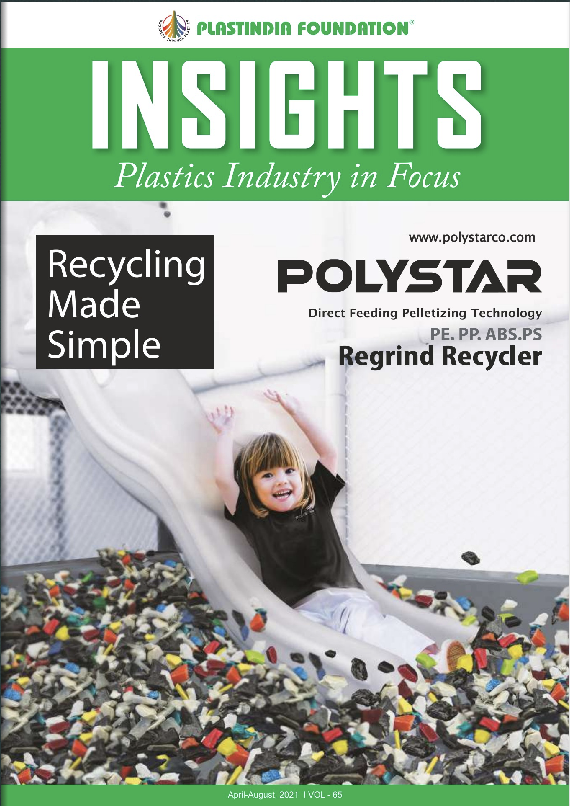 PLASTINDIA FOUNDATION®
INSIGHTS
Plastics Industry in Focus
www.polystarco.com
Recycling
Made
Simple
POLYSTAR
Direct Feeding Pelletizing Technology
PE. PP. ABS.PS
Regrind Recycler
April-August 2021 I VOL - 65